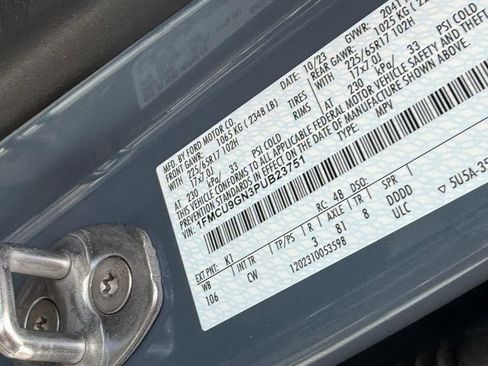 MFD. BY FORD MOTOR CO.
DATE: 10/23 GVWR: 2041
FRONT GAWR: 1065 KG (2348 LB) REAR GAWR: 1025 KG (22
225/65R17 102H TIRES 225/65R17 102H
17x7.0J RIMS 17x7.0J
AT 230 kPa/ 33 PSI COLD AT 230 kPa/ 33 PSI COLD
THIS VEHICLE CONFORMS TO ALL APPLICABLE FEDERAL MOTOR VEHICLE SAFETY AND THEFT
IN EFFECT ON THE DATE OF MANUFACTURE SHOWN ABOVE.
VIN: 1FMCU9GN3PUB23751
TYPE: MPV
EXT PNT: K1 RC: 48 DSO:
WB INT TR TP/PS R AXLE TR SPR
106 CW 3 81 8 DDDD
1202310053598 ULC
▽ 5U5A-35